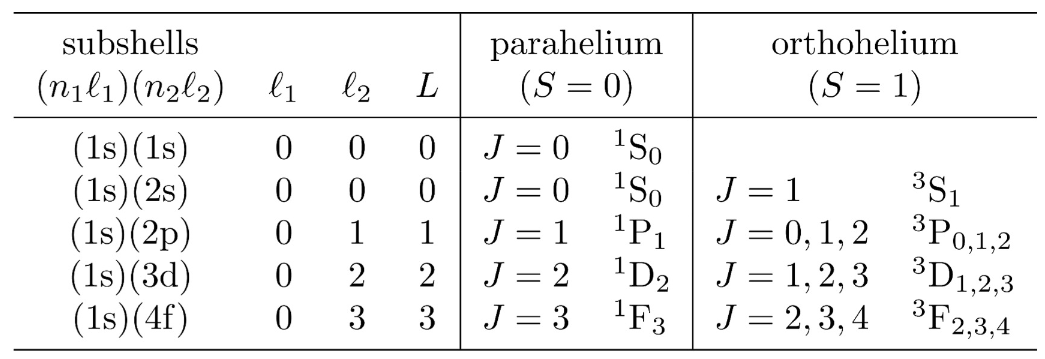 subshells parahelium orthohelium
(n₁ℓ₁)(n₂ℓ₂) ℓ₁ ℓ₂ L (S = 0) (S = 1)
(1s)(1s) 0 0 0 J = 0 ¹S₀
(1s)(2s) 0 0 0 J = 0 ¹S₀ J = 1 ³S₁
(1s)(2p) 0 1 1 J = 1 ¹P₁ J = 0, 1, 2 ³P₀,₁,₂
(1s)(3d) 0 2 2 J = 2 ¹D₂ J = 1, 2, 3 ³D₁,₂,₃
(1s)(4f) 0 3 3 J = 3 ¹F₃ J = 2, 3, 4 ³F₂,₃,₄